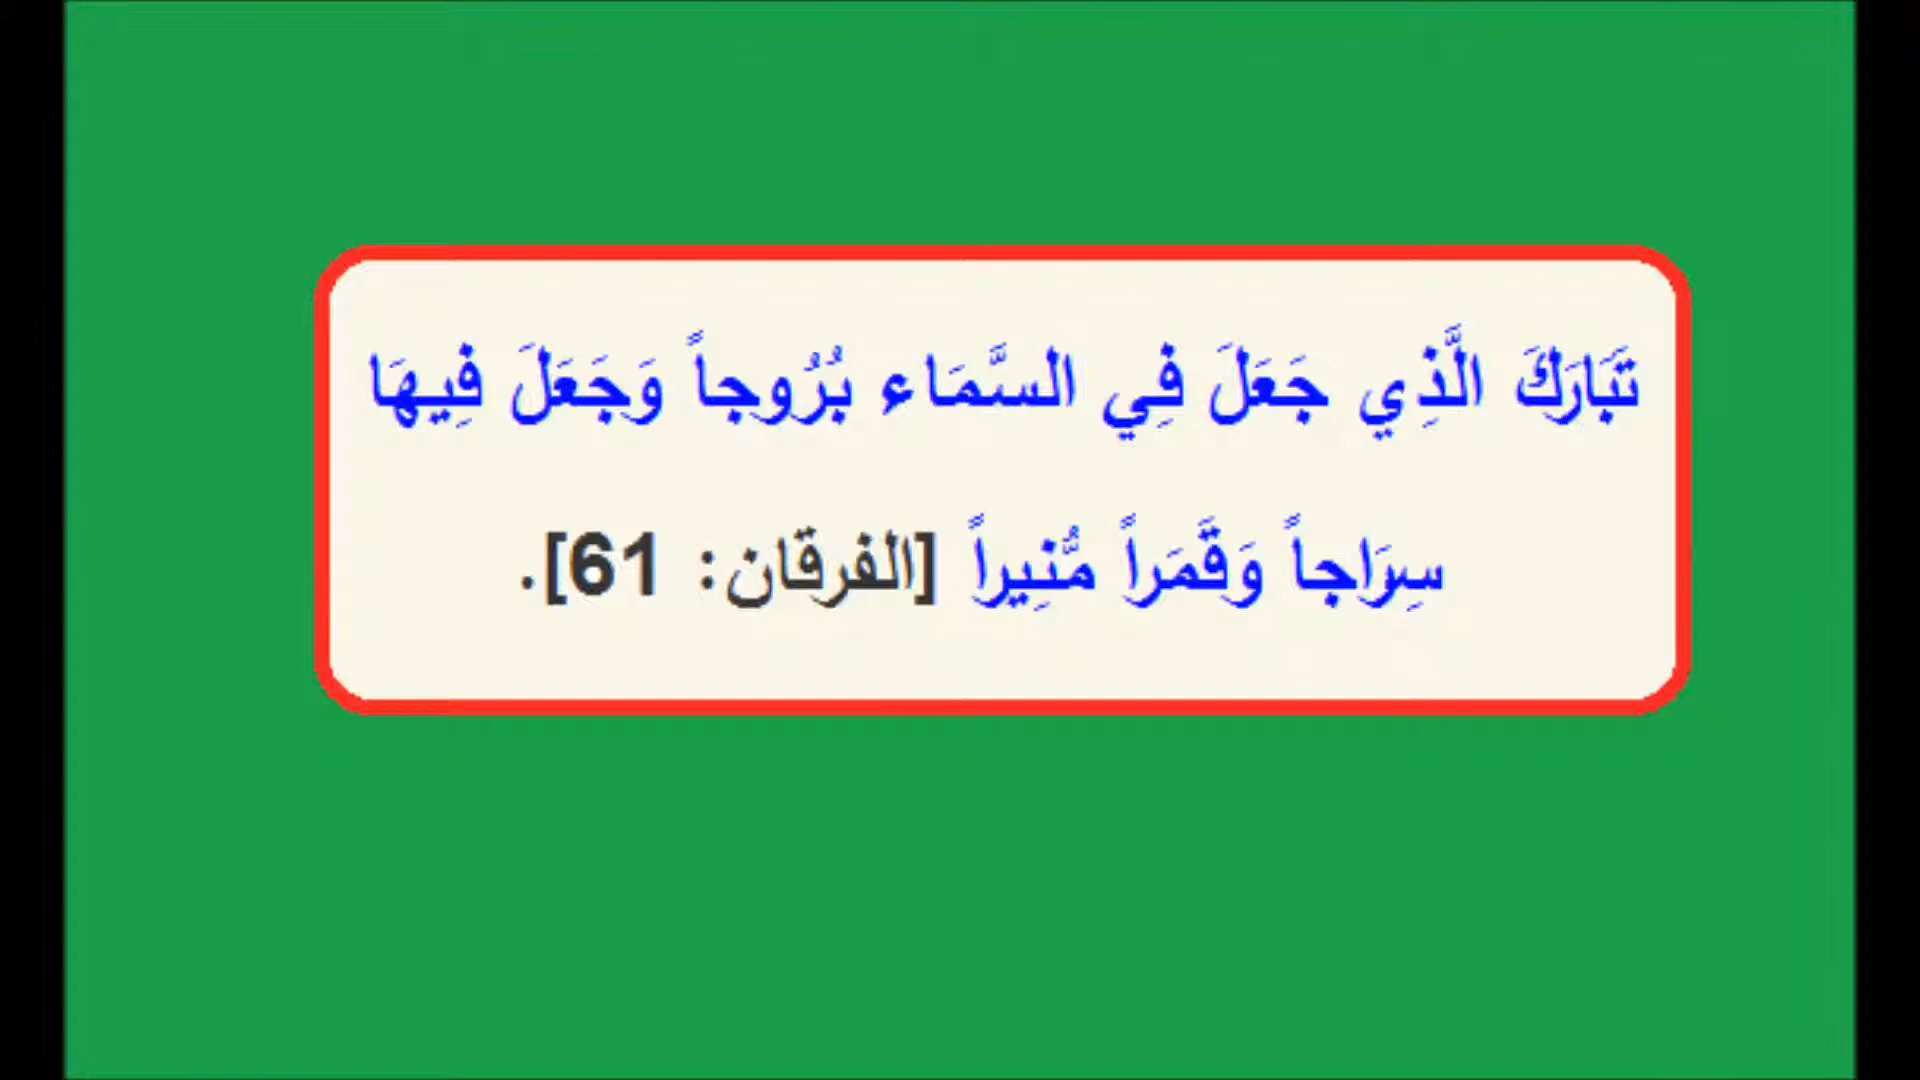 تَبَارَكَ الَّذِي جَعَلَ فِي السَّمَاء بُرُوجاً وَجَعَلَ فِيهَا
سِرَاجاً وَقَمَراً مُّنِيراً [الفرقان: 61].